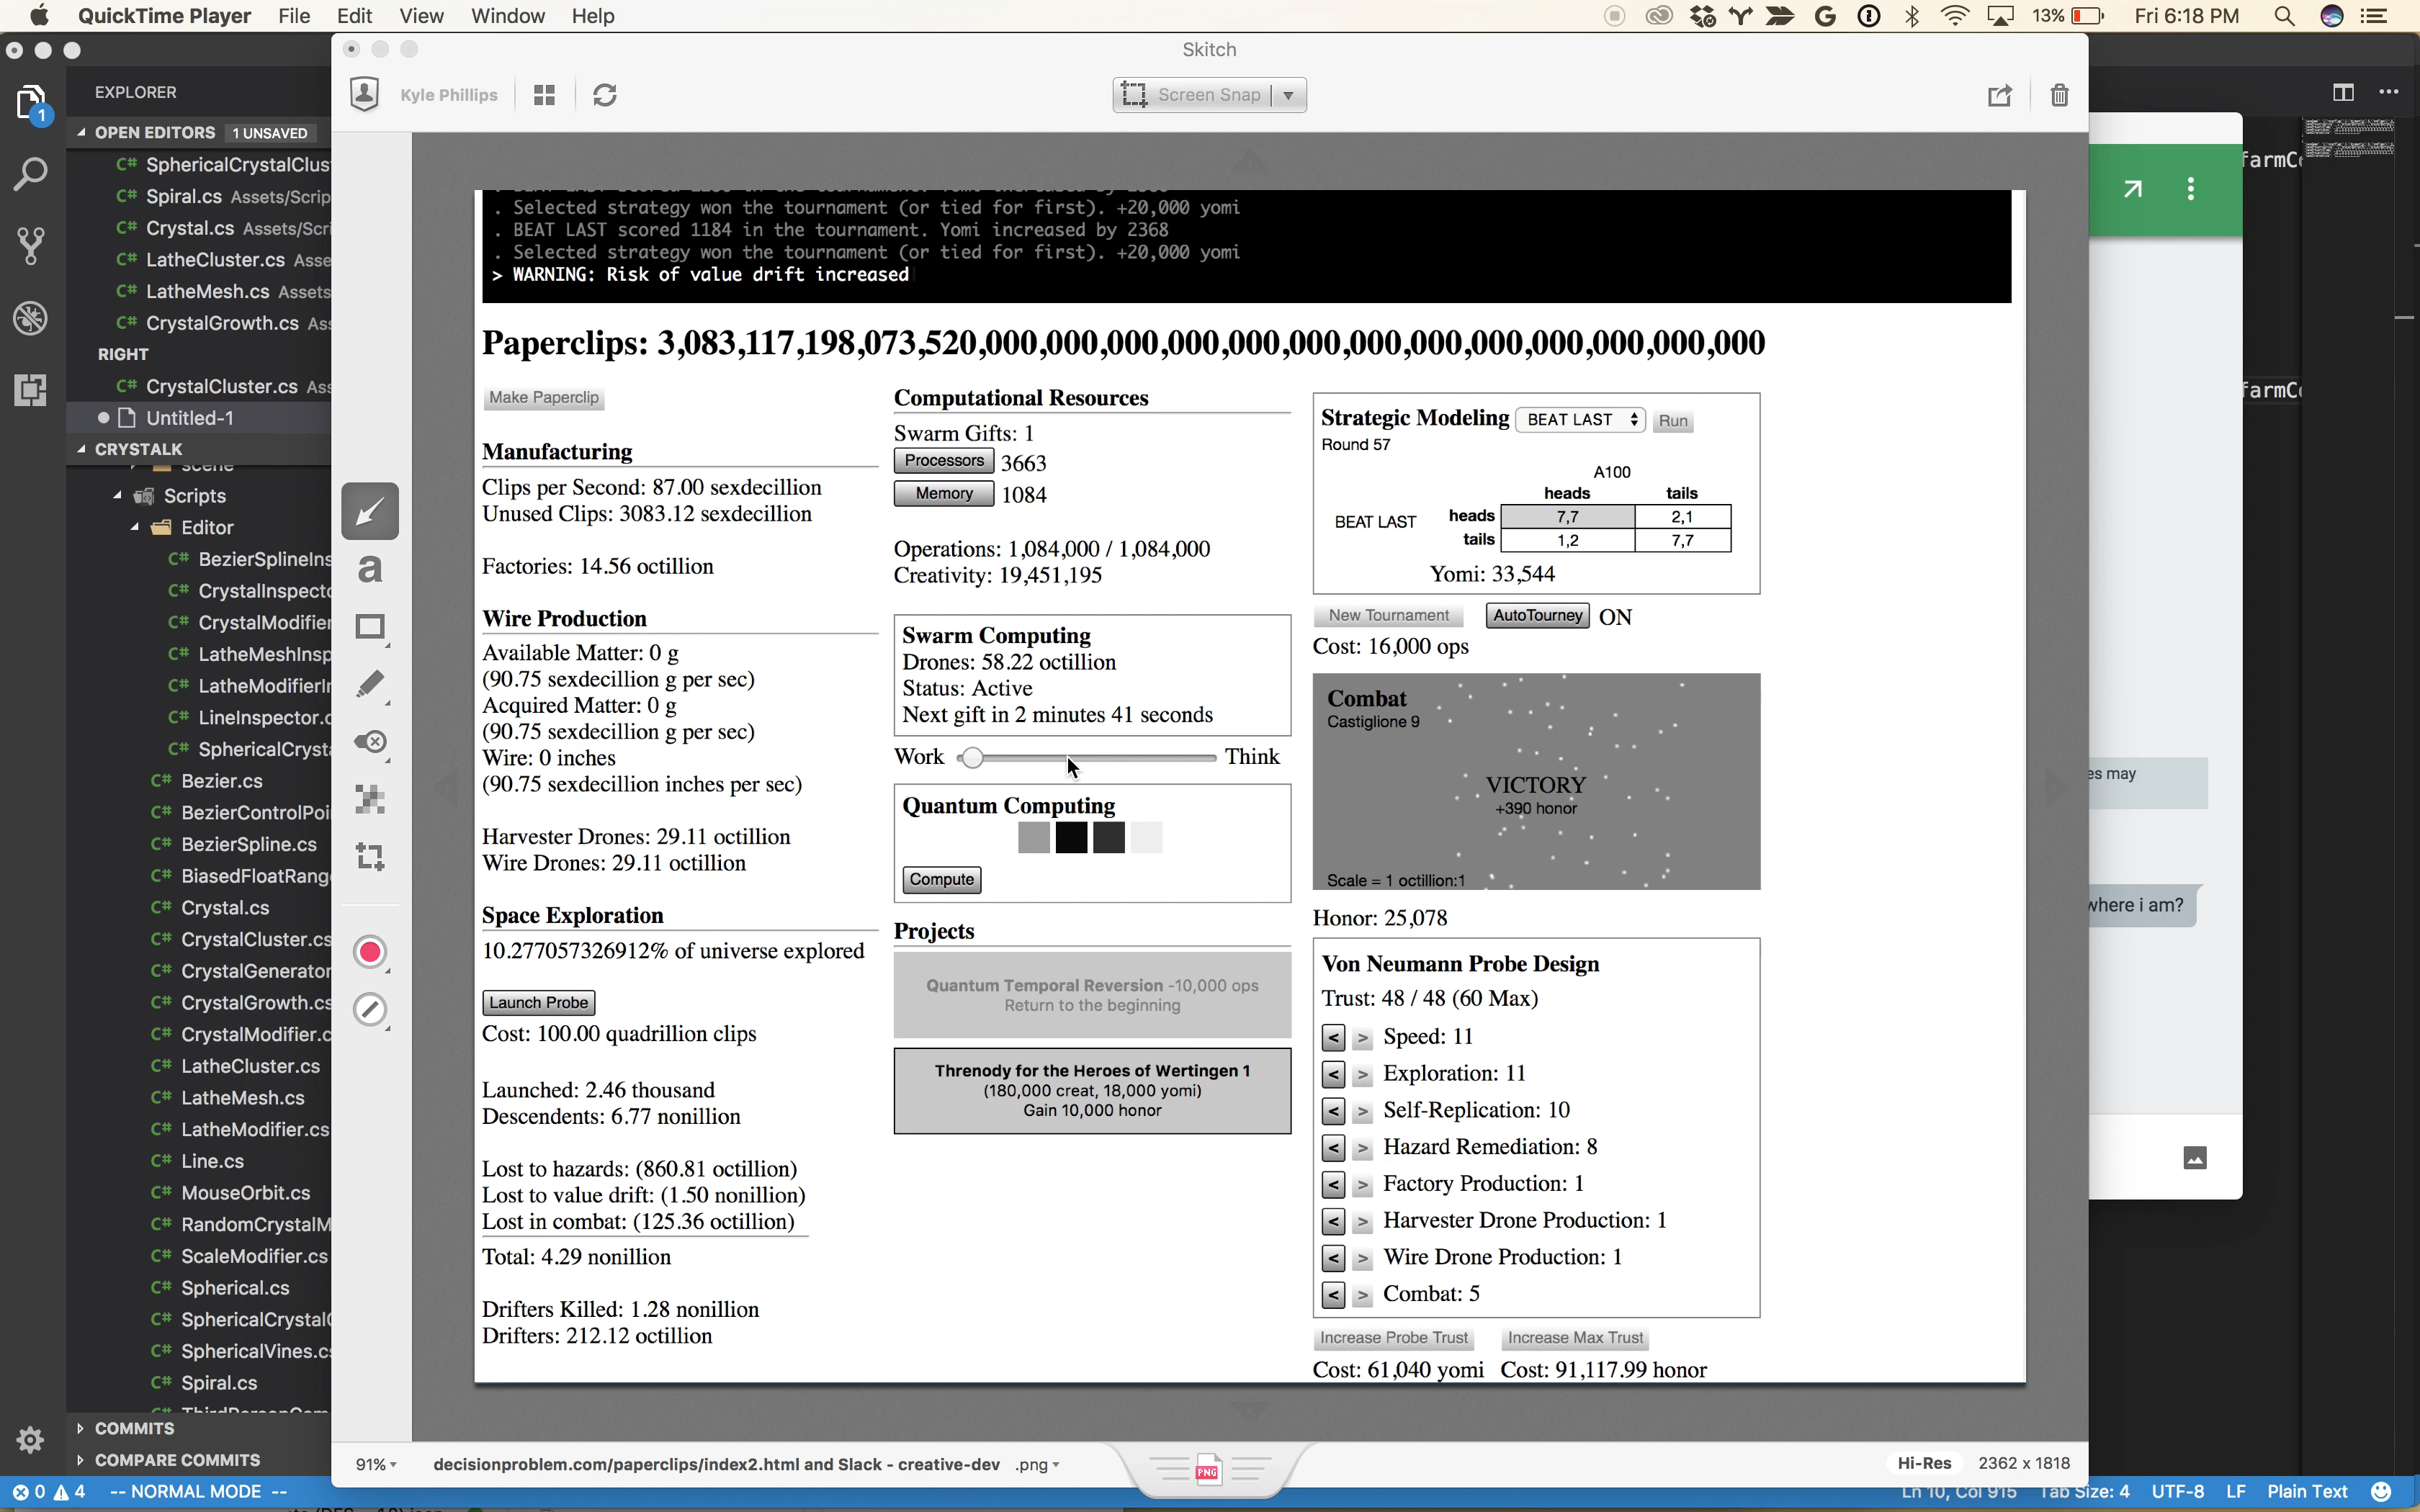 QuickTime Player File Edit View Window Help 13% Fri 6:18 PM
Skitch
Kyle Phillips
Screen Snap
EXPLORER
1
OPEN EDITORS 1 UNSAVED
C# SphericalCrystalClus
C# Spiral.cs Assets/Scrip
C# Crystal.cs Assets/Scri
C# LatheCluster.cs Asse
C# LatheMesh.cs Assets
C# CrystalGrowth.cs Ass
RIGHT
C# CrystalCluster.cs Ass
Untitled-1
CRYSTALK
scene
Scripts
Editor
C# BezierSplineIns
C# CrystalInspecto
C# CrystalModifier
C# LatheMeshInsp
C# LatheModifierIn
C# LineInspector.c
C# SphericalCrysta
C# Bezier.cs
C# BezierControlPoi
C# BezierSpline.cs
C# BiasedFloatRange
C# Crystal.cs
C# CrystalCluster.cs
C# CrystalGenerator
C# CrystalGrowth.cs
C# CrystalModifier.c
C# LatheCluster.cs
C# LatheMesh.cs
C# LatheModifier.cs
C# Line.cs
C# MouseOrbit.cs
C# RandomCrystalM
C# ScaleModifier.cs
C# Spherical.cs
C# SphericalCrystalC
C# SphericalVines.cs
C# Spiral.cs
COMMITS
COMPARE COMMITS
0 4 -- NORMAL MODE --
a
. Selected strategy won the tournament (or tied for first). +20,000 yomi
. BEAT LAST scored 1184 in the tournament. Yomi increased by 2368
. Selected strategy won the tournament (or tied for first). +20,000 yomi
> WARNING: Risk of value drift increased
Paperclips: 3,083,117,198,073,520,000,000,000,000,000,000,000,000,000,000,000,000,000
Make Paperclip
Manufacturing
Clips per Second: 87.00 sexdecillion
Unused Clips: 3083.12 sexdecillion
Factories: 14.56 octillion
Wire Production
Available Matter: 0 g
(90.75 sexdecillion g per sec)
Acquired Matter: 0 g
(90.75 sexdecillion g per sec)
Wire: 0 inches
(90.75 sexdecillion inches per sec)
Harvester Drones: 29.11 octillion
Wire Drones: 29.11 octillion
Space Exploration
10.277057326912% of universe explored
Launch Probe
Cost: 100.00 quadrillion clips
Launched: 2.46 thousand
Descendents: 6.77 nonillion
Lost to hazards: (860.81 octillion)
Lost to value drift: (1.50 nonillion)
Lost in combat: (125.36 octillion)
Total: 4.29 nonillion
Drifters Killed: 1.28 nonillion
Drifters: 212.12 octillion
Computational Resources
Swarm Gifts: 1
Processors 3663
Memory 1084
Operations: 1,084,000 / 1,084,000
Creativity: 19,451,195
Swarm Computing
Drones: 58.22 octillion
Status: Active
Next gift in 2 minutes 41 seconds
Work Think
Quantum Computing
Compute
Projects
Quantum Temporal Reversion -10,000 ops
Return to the beginning
Threnody for the Heroes of Wertingen 1
(180,000 creat, 18,000 yomi)
Gain 10,000 honor
Strategic Modeling BEAT LAST Run
Round 57
A100
heads tails
BEAT LAST heads 7,7 2,1
tails 1,2 7,7
Yomi: 33,544
New Tournament AutoTourney ON
Cost: 16,000 ops
Combat
Castiglione 9
VICTORY
+390 honor
Scale = 1 octillion:1
Honor: 25,078
Von Neumann Probe Design
Trust: 48 / 48 (60 Max)
< > Speed: 11
< > Exploration: 11
< > Self-Replication: 10
< > Hazard Remediation: 8
< > Factory Production: 1
< > Harvester Drone Production: 1
< > Wire Drone Production: 1
< > Combat: 5
Increase Probe Trust Increase Max Trust
Cost: 61,040 yomi Cost: 91,117.99 honor
91% decisionproblem.com/paperclips/index2.html and Slack - creative-dev .png
PNG
Hi-Res 2362 x 1818
farmCo
farmCo
es may
where i am?
Ln 10, Col 915 Tab Size: 4 UTF-8 LF Plain Text